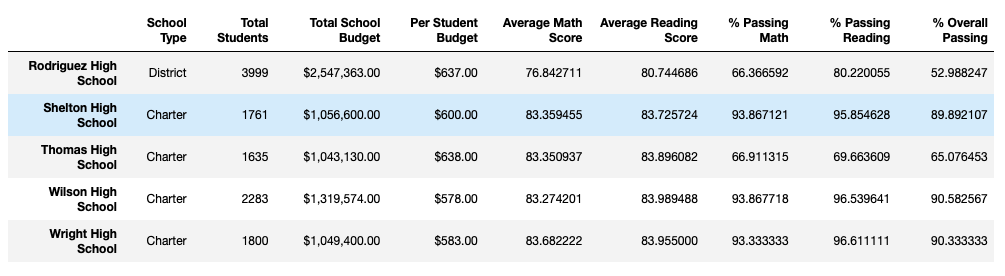 School Type Total Students Total School Budget Per Student Budget Average Math Score Average Reading Score % Passing Math % Passing Reading % Overall Passing
Rodriguez High School District 3999 $2,547,363.00 $637.00 76.842711 80.744686 66.366592 80.220055 52.988247
Shelton High School Charter 1761 $1,056,600.00 $600.00 83.359455 83.725724 93.867121 95.854628 89.892107
Thomas High School Charter 1635 $1,043,130.00 $638.00 83.350937 83.896082 66.911315 69.663609 65.076453
Wilson High School Charter 2283 $1,319,574.00 $578.00 83.274201 83.989488 93.867718 96.539641 90.582567
Wright High School Charter 1800 $1,049,400.00 $583.00 83.682222 83.955000 93.333333 96.611111 90.333333